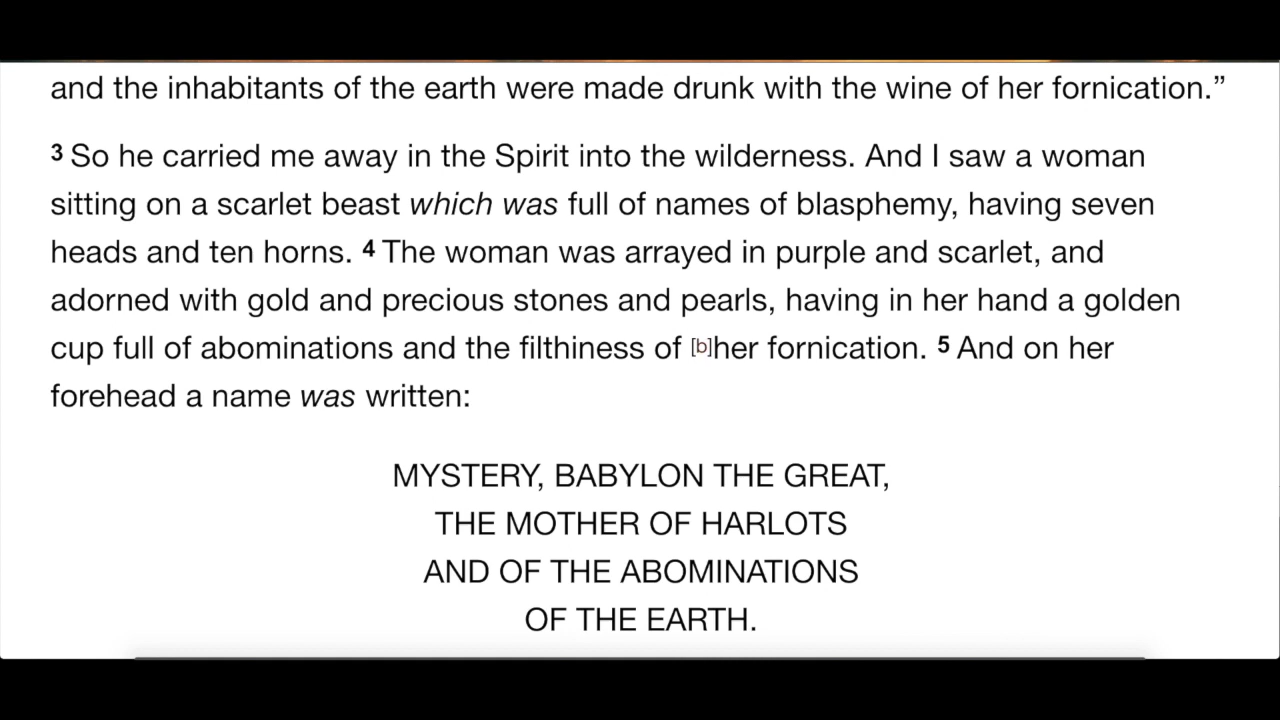 and the inhabitants of the earth were made drunk with the wine of her fornication.”
3 So he carried me away in the Spirit into the wilderness. And I saw a woman
sitting on a scarlet beast which was full of names of blasphemy, having seven
heads and ten horns. 4 The woman was arrayed in purple and scarlet, and
adorned with gold and precious stones and pearls, having in her hand a golden
cup full of abominations and the filthiness of [b]her fornication. 5 And on her
forehead a name was written:
MYSTERY, BABYLON THE GREAT,
THE MOTHER OF HARLOTS
AND OF THE ABOMINATIONS
OF THE EARTH.